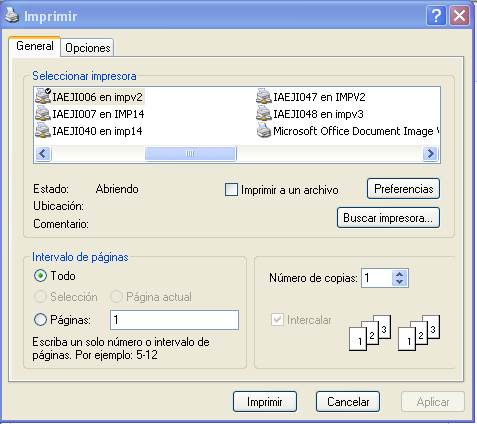 Imprimir
General
Opciones
Seleccionar impresora
IAEJI006 en impv2
IAEJI047 en IMPV2
IAEJI007 en IMP14
IAEJI048 en impv3
IAEJI040 en imp14
Microsoft Office Document Image V
Estado: Abriendo
Imprimir a un archivo
Preferencias
Ubicación:
Comentario:
Buscar impresora...
Intervalo de páginas
Todo
Selección
Página actual
Páginas: 1
Escriba un solo número o intervalo de
páginas. Por ejemplo: 5-12
Número de copias: 1
Intercalar
1 2 3 1 2 3
Imprimir
Cancelar
Aplicar